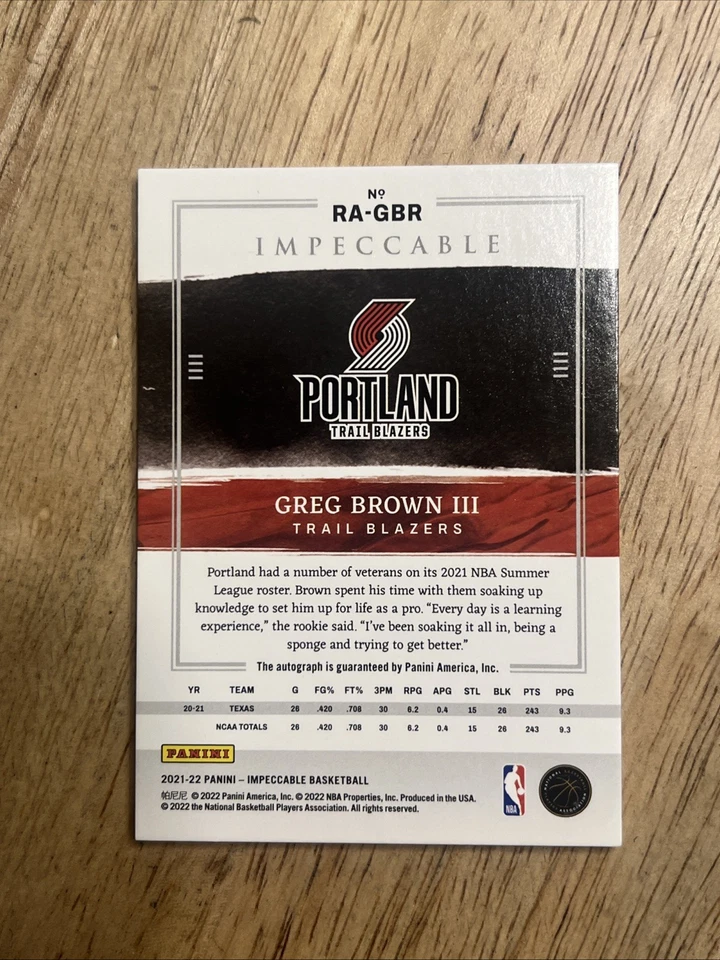 Nº
RA-GBR
IMPECCABLE
PORTLAND
TRAIL BLAZERS
GREG BROWN III
TRAIL BLAZERS
Portland had a number of veterans on its 2021 NBA Summer
League roster. Brown spent his time with them soaking up
knowledge to set him up for life as a pro. “Every day is a learning
experience,” the rookie said. “I’ve been soaking it all in, being a
sponge and trying to get better.”
The autograph is guaranteed by Panini America, Inc.
YR TEAM G FG% FT% 3PM RPG APG STL BLK PTS PPG
20-21 TEXAS 26 .420 .708 30 6.2 0.4 15 26 243 9.3
NCAA TOTALS 26 .420 .708 30 6.2 0.4 15 26 243 9.3
PANINI
2021-22 PANINI – IMPECCABLE BASKETBALL
帕尼尼 © 2022 Panini America, Inc. © 2022 NBA Properties, Inc. Produced in the USA.
© 2022 the National Basketball Players Association. All rights reserved.
NBA